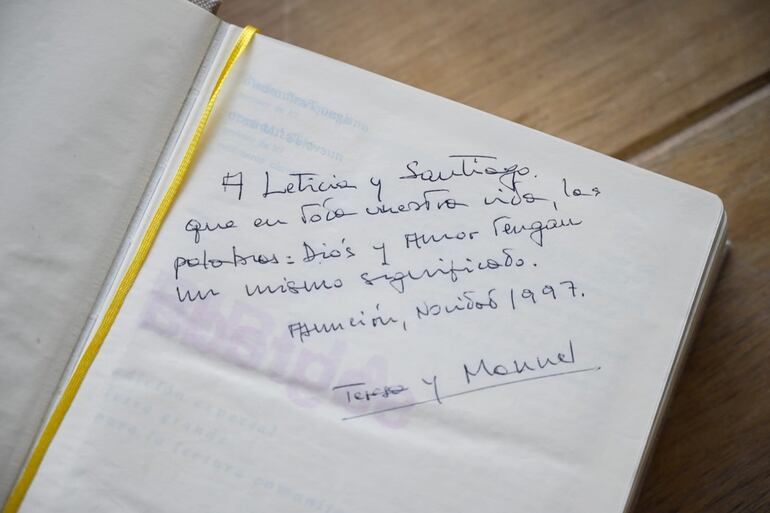 A Leticia y Santiago.
que en toda vuestra vida, las
palabras = Diós y Amor Tengan
un mismo significado.
Asunción, Navidad 1997.
Teresa y Manuel